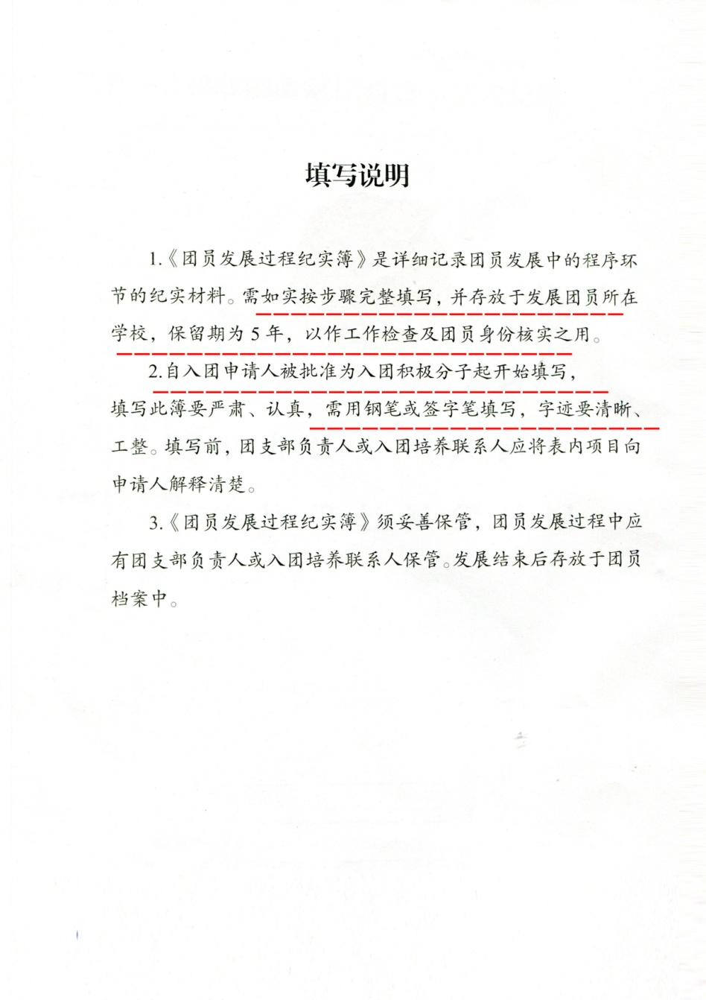 填写说明
1.《团员发展过程纪实簿》是详细记录团员发展中的程序环
节的纪实材料。需如实按步骤完整填写，并存放于发展团员所在
学校，保留期为 5 年，以作工作检查及团员身份核实之用。
2.自入团申请人被批准为入团积极分子起开始填写，
填写此簿要严肃、认真，需用钢笔或签字笔填写，字迹要清晰、
工整。填写前，团支部负责人或入团培养联系人应将表内项目向
申请人解释清楚。
3.《团员发展过程纪实簿》须妥善保管，团员发展过程中应
有团支部负责人或入团培养联系人保管。发展结束后存放于团员
档案中。